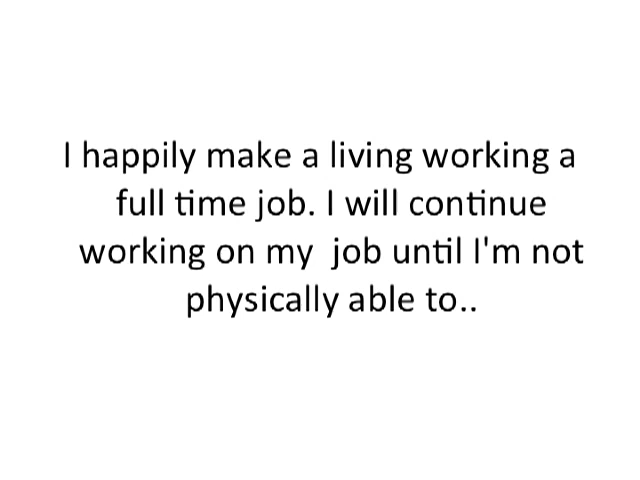 I happily make a living working a
full time job. I will continue
working on my  job until I'm not
physically able to..